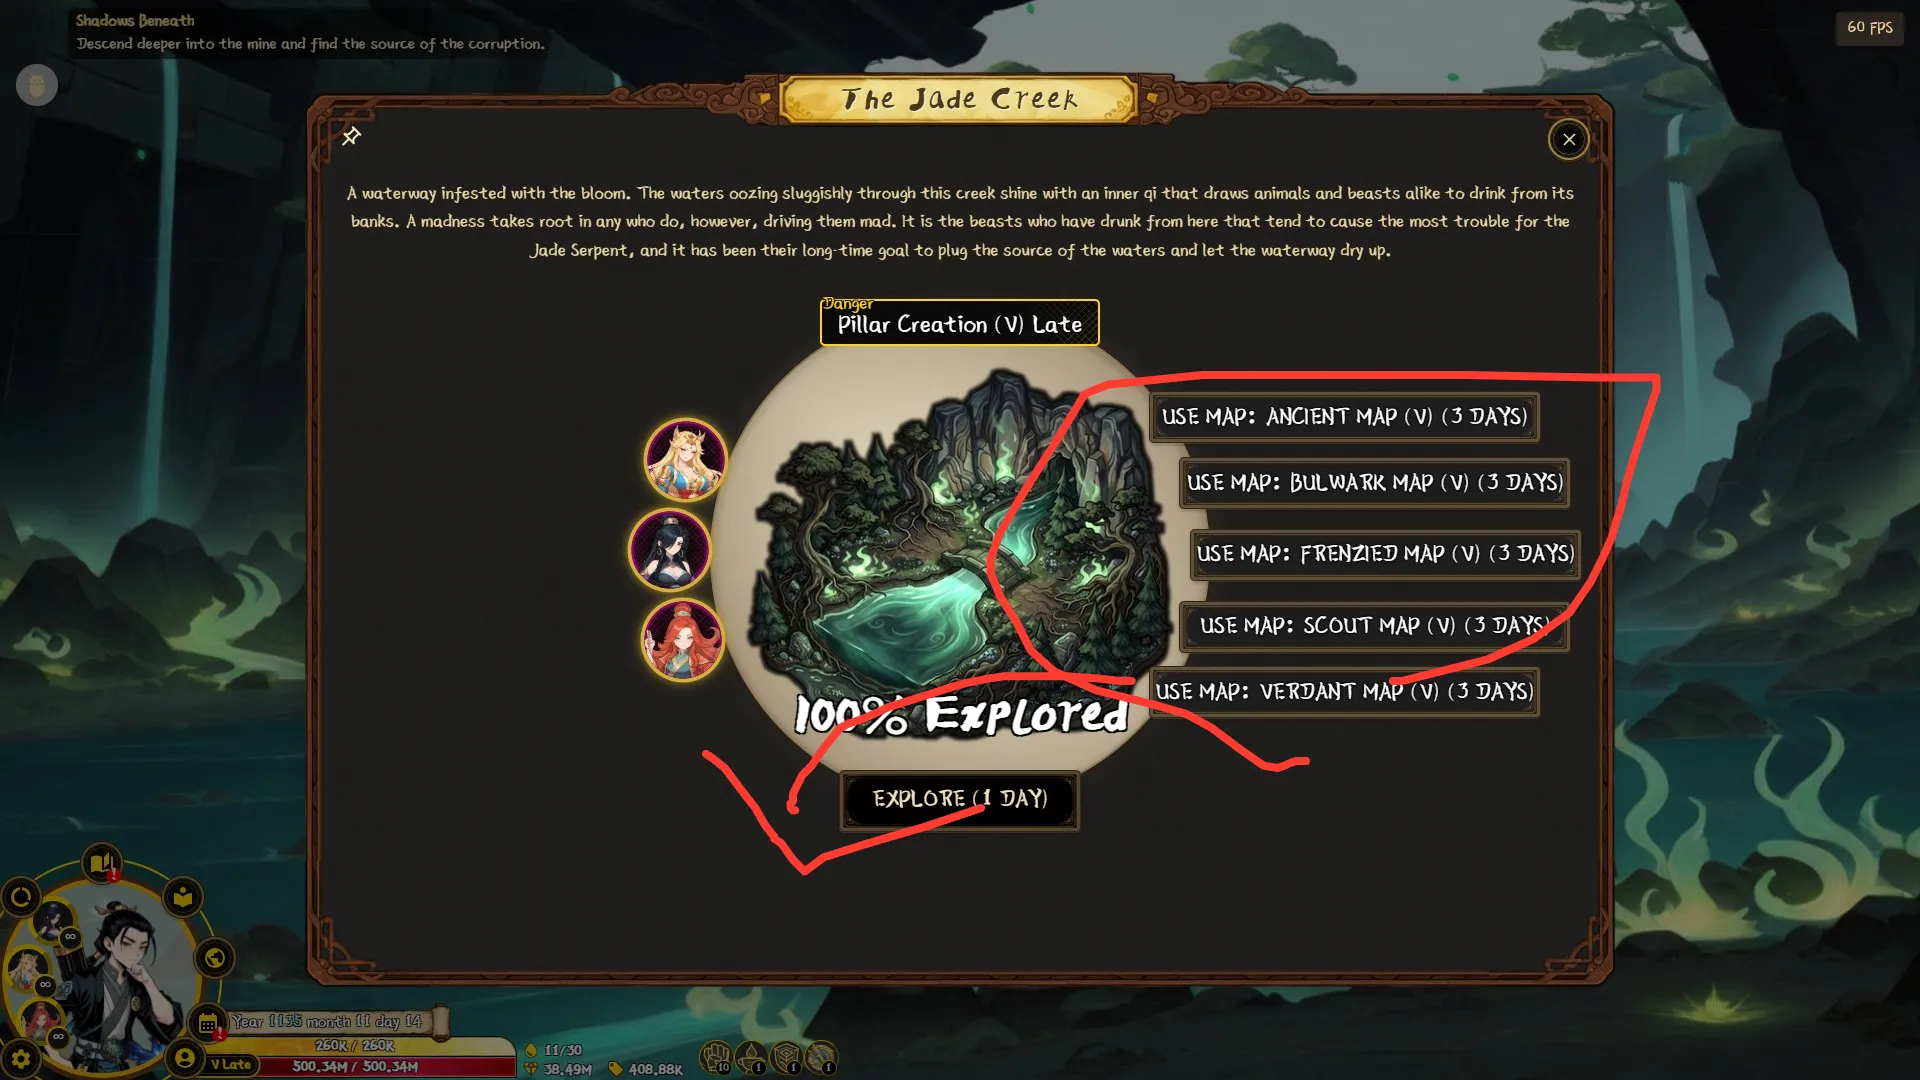 Shadows Beneath
Descend deeper into the mine and find the source of the corruption.
60 FPS
The Jade Creek
A waterway infested with the bloom. The waters oozing sluggishly through this creek shine with an inner qi that draws animals and beasts alike to drink from its
banks. A madness takes root in any who do, however, driving them mad. It is the beasts who have drunk from here that tend to cause the most trouble for the
Jade Serpent, and it has been their long-time goal to plug the source of the waters and let the waterway dry up.
Danger
Pillar Creation (V) Late
USE MAP: ANCIENT MAP (V) (3 DAYS)
USE MAP: BULWARK MAP (V) (3 DAYS)
USE MAP: FRENZIED MAP (V) (3 DAYS)
USE MAP: SCOUT MAP (V) (3 DAYS)
USE MAP: VERDANT MAP (V) (3 DAYS)
100% Explored
EXPLORE (1 DAY)
Year 1135 month 11 day 14
260K / 260K
V Late
500.34M / 500.34M
11/30
38.49M
408.88K
10
1
1
1